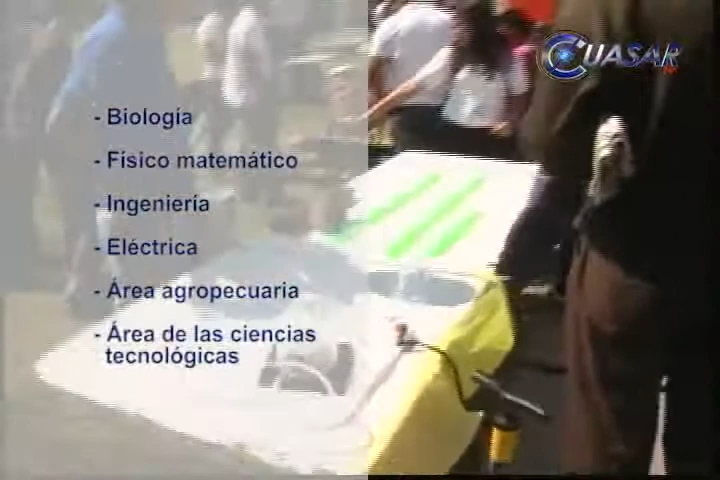 CUASAR
- Biología
- Físico matemático
- Ingeniería
- Eléctrica
- Área agropecuaria
- Área de las ciencias
tecnológicas